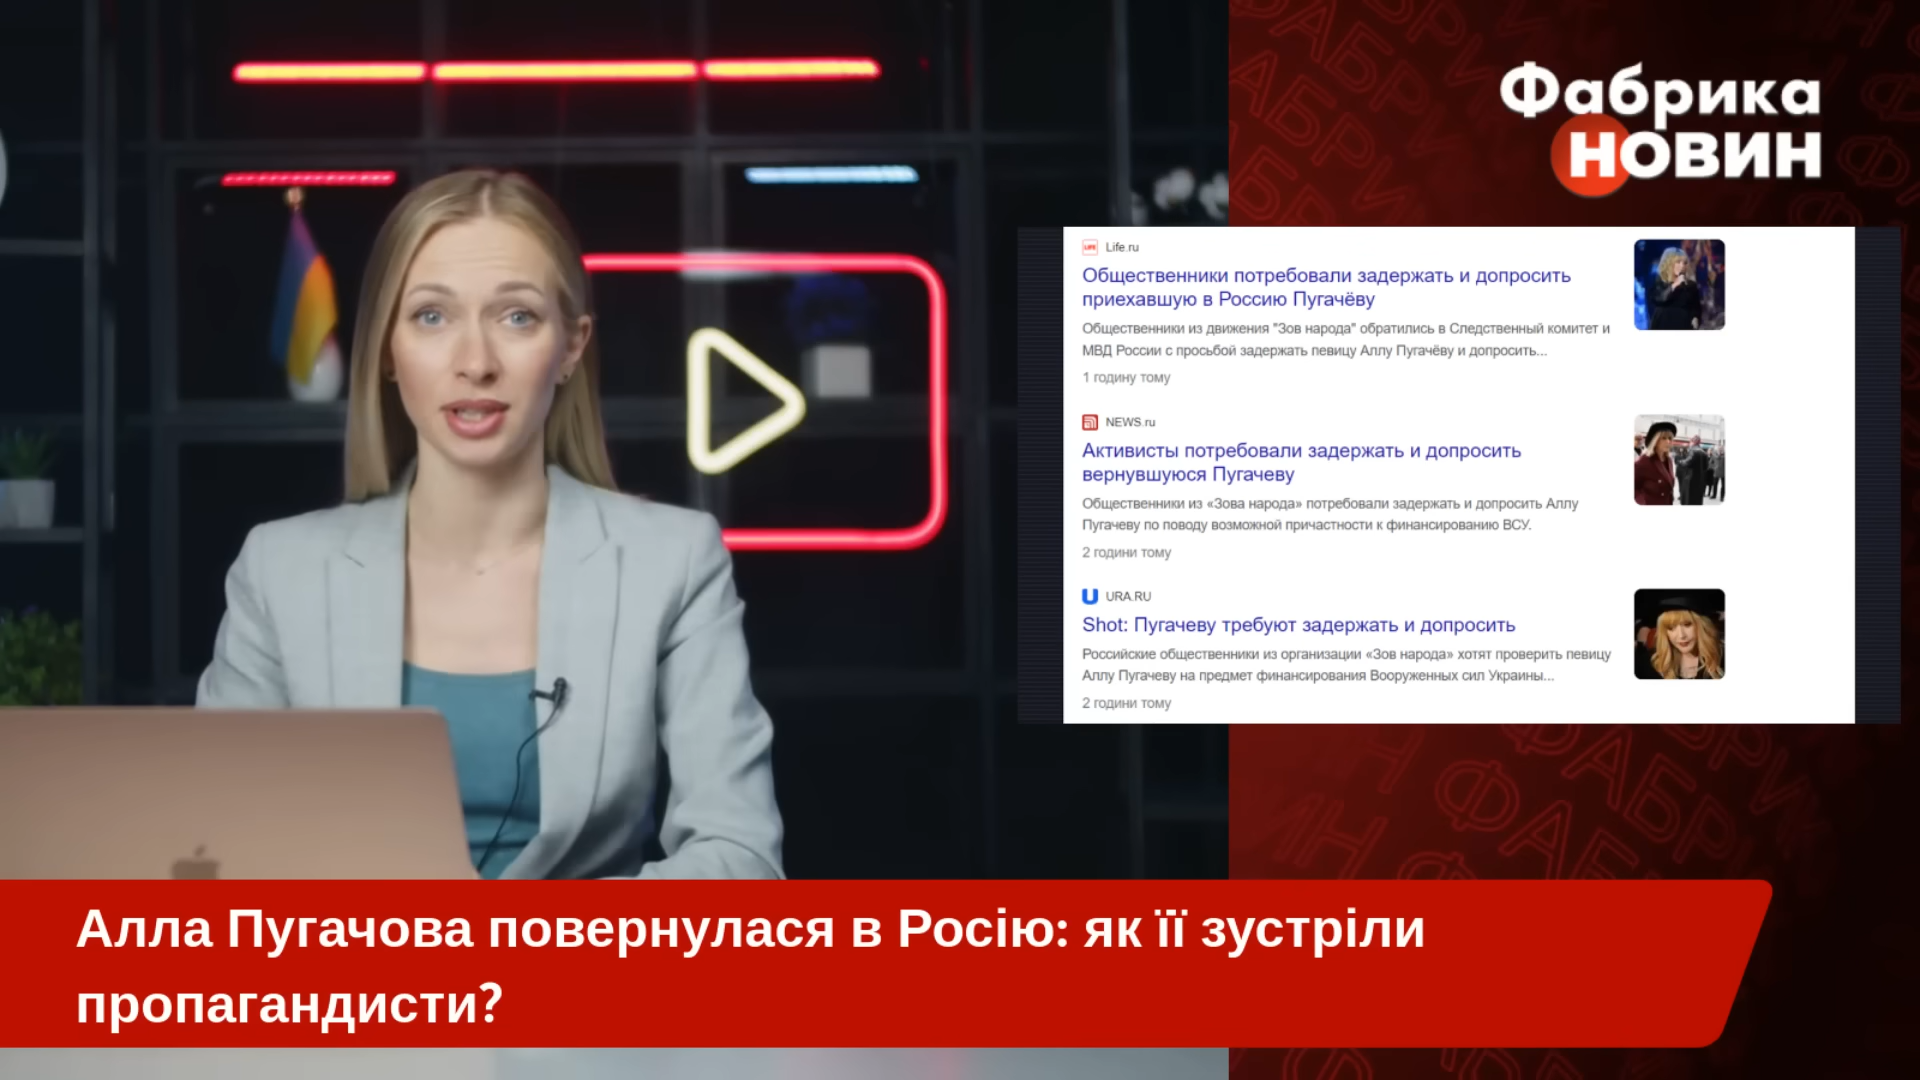 Фабрика
новин
Life.ru
Общественники потребовали задержать и допросить
приехавшую в Россию Пугачёву
Общественники из движения "Зов народа" обратились в Следственный комитет и
МВД России с просьбой задержать певицу Аллу Пугачёву и допросить...
1 годину тому
NEWS.ru
Активисты потребовали задержать и допросить
вернувшуюся Пугачеву
Общественники из «Зова народа» потребовали задержать и допросить Аллу
Пугачеву по поводу возможной причастности к финансированию ВСУ.
2 години тому
URA.RU
Shot: Пугачеву требуют задержать и допросить
Российские общественники из организации «Зов народа» хотят проверить певицу
Аллу Пугачеву на предмет финансирования Вооруженных сил Украины...
2 години тому
Алла Пугачова повернулася в Росію: як її зустріли
пропагандисти?